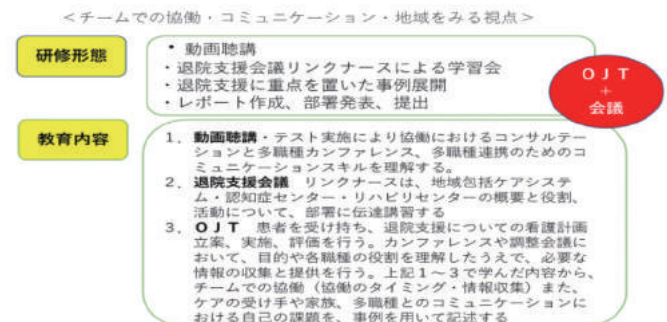 <チームでの協働・コミュニケーション・地域をみる視点>
研修形態
・動画聴講
・退院支援会議リンクナースによる学習会
・退院支援に重点を置いた事例展開
・レポート作成、部署発表、提出
OJT
+
会議
教育内容
1. 動画聴講・テスト実施により協働におけるコンサルテー
ションと多職種カンファレンス、多職種連携のためのコ
ミュニケーションスキルを理解する。
2. 退院支援会議 リンクナースは、地域包括ケアシステ
ム・認知症センター・リハビリセンターの概要と役割、
活動について、部署に伝達講習する
3. OJT 患者を受け持ち、退院支援についての看護計画
立案、実施、評価を行う。カンファレンスや調整会議に
おいて、目的や各職種の役割を理解したうえで、必要な
情報の収集と提供を行う。上記1~3で学んだ内容から、
チームでの協働（協働のタイミング・情報収集）また、
ケアの受け手や家族、多職種とのコミュニケーションに
おける自己の課題を、事例を用いて記述する